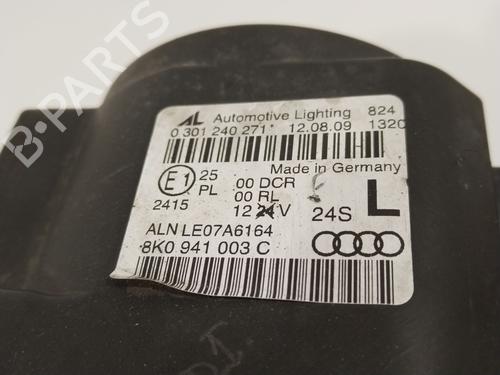 AL Automotive Lighting 824
0 301 240 271* 12.08.09 1320
H
Made in Germany
E1 25 00 DCR
PL 00 RL
2415 12 24 V 24S L
ALN LE07A6164
8K0 941 003 C